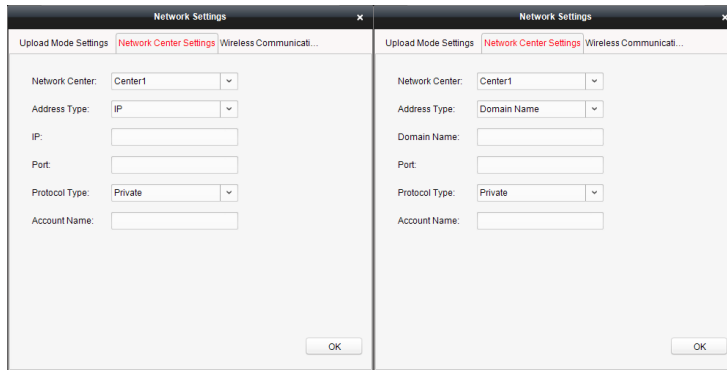 Network Settings
×
Upload Mode Settings Network Center Settings Wireless Communicati...
Network Center: Center1
Address Type: IP
IP:
Port:
Protocol Type: Private
Account Name:
OK
Network Settings
×
Upload Mode Settings Network Center Settings Wireless Communicati...
Network Center: Center1
Address Type: Domain Name
Domain Name:
Port:
Protocol Type: Private
Account Name:
OK